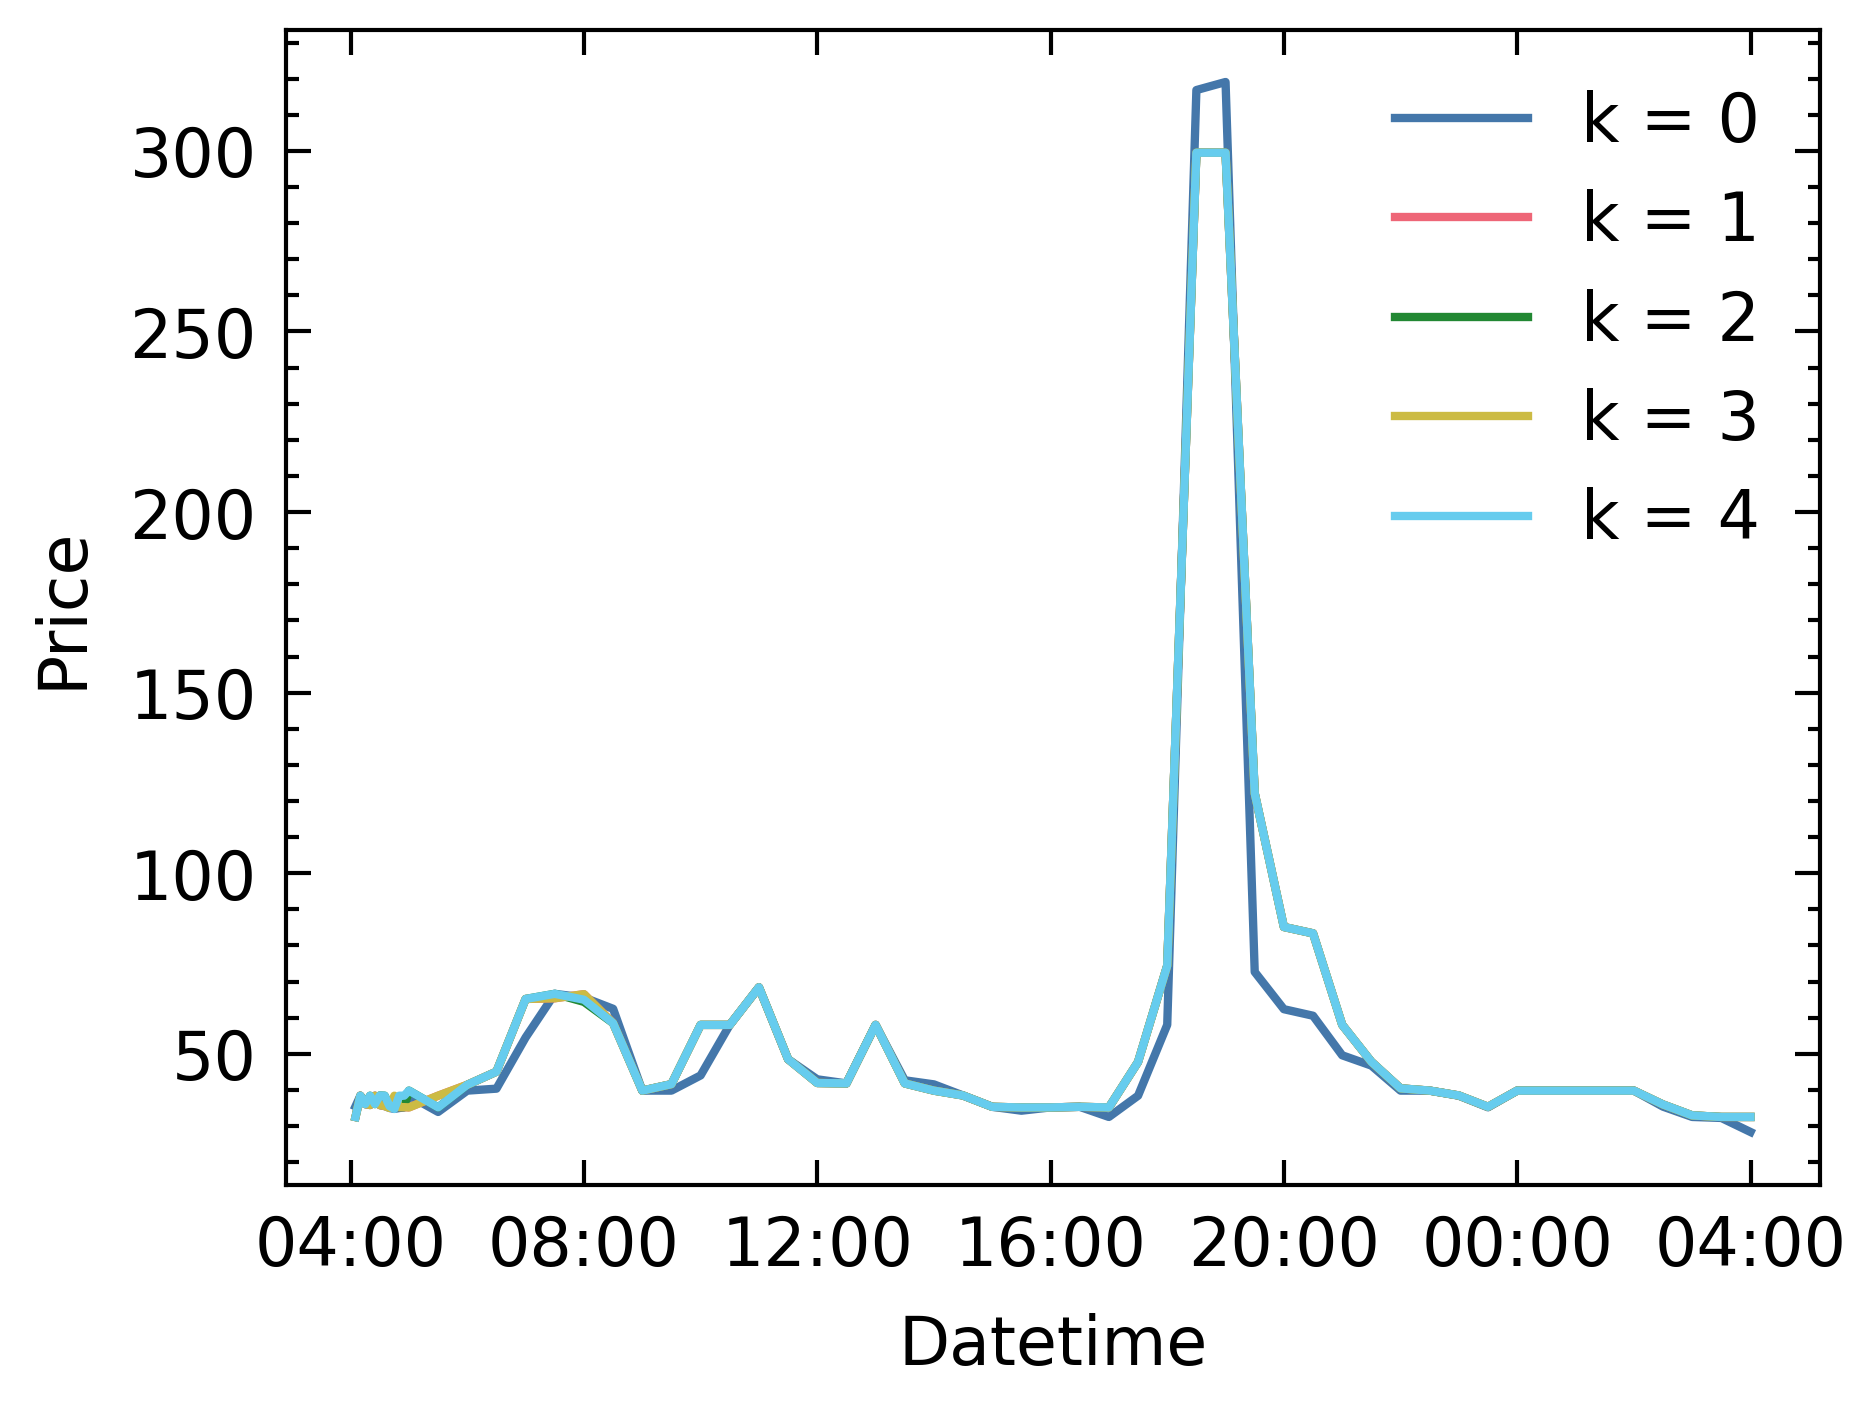 k = 0
k = 1
k = 2
k = 3
k = 4
300
250
200
150
100
50
Price
04:00 08:00 12:00 16:00 20:00 00:00 04:00
Datetime